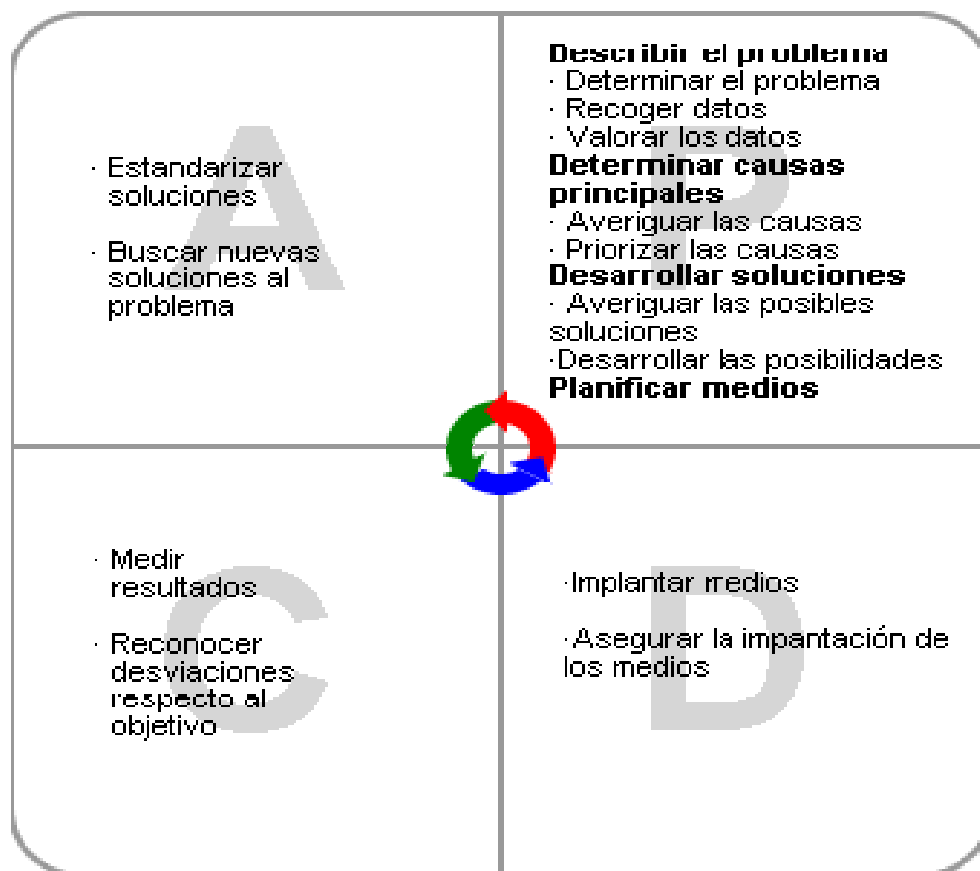 A
· Estandarizar
soluciones
· Buscar nuevas
soluciones al
problema
P
Describir el problema
· Determinar el problema
· Recoger datos
· Valorar los datos
Determinar causas
principales
· Averiguar las causas
· Priorizar las causas
Desarrollar soluciones
· Averiguar las posibles
soluciones
·Desarrollar las posibilidades
Planificar medios
C
· Medir
resultados
· Reconocer
desviaciones
respecto al
objetivo
D
·Implantar medios
·Asegurar la impantación de
los medios